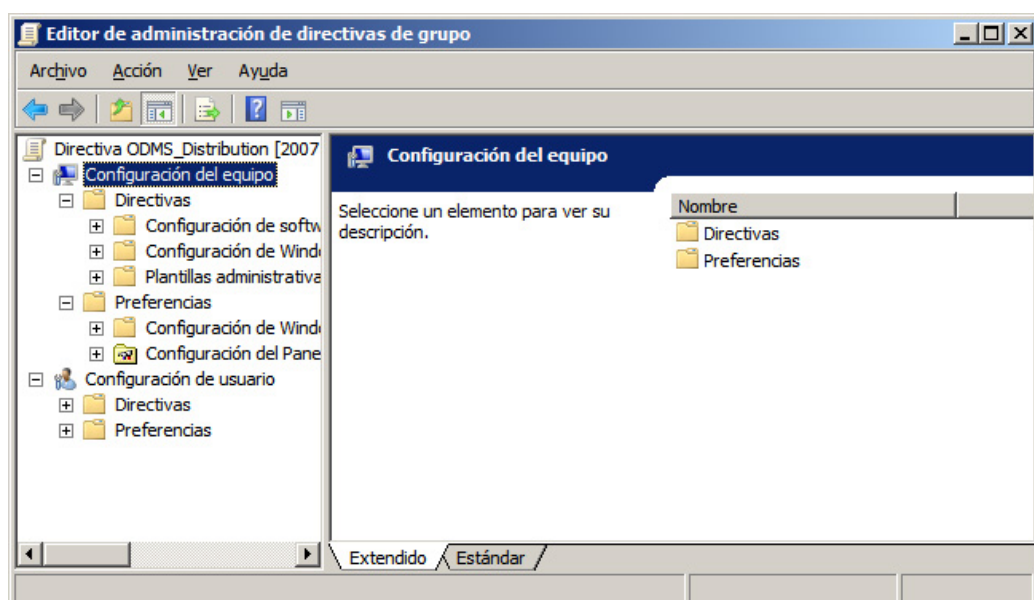 Editor de administración de directivas de grupo
Archivo Acción Ver Ayuda
Directiva ODMS_Distribution [2007
Configuración del equipo
Directivas
Configuración de softw
Configuración de Wind
Plantillas administrativa
Preferencias
Configuración de Wind
Configuración del Pane
Configuración de usuario
Directivas
Preferencias
Configuración del equipo
Seleccione un elemento para ver su
descripción.
Nombre
Directivas
Preferencias
Extendido Estándar